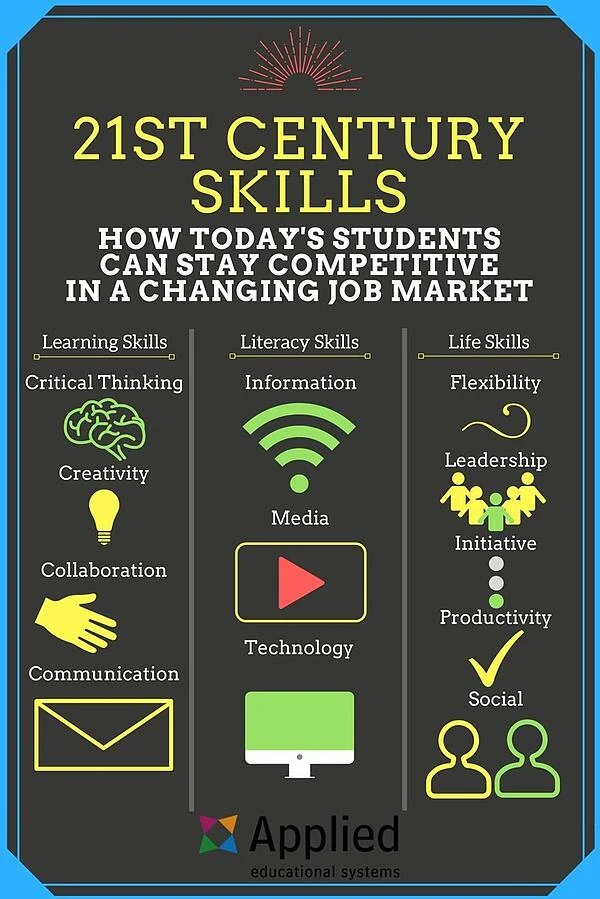 21ST CENTURY
SKILLS
HOW TODAY'S STUDENTS
CAN STAY COMPETITIVE
IN A CHANGING JOB MARKET
Learning Skills
Critical Thinking
Creativity
Collaboration
Communication
Literacy Skills
Information
Media
Technology
Life Skills
Flexibility
Leadership
Initiative
Productivity
Social
Applied
educational systems